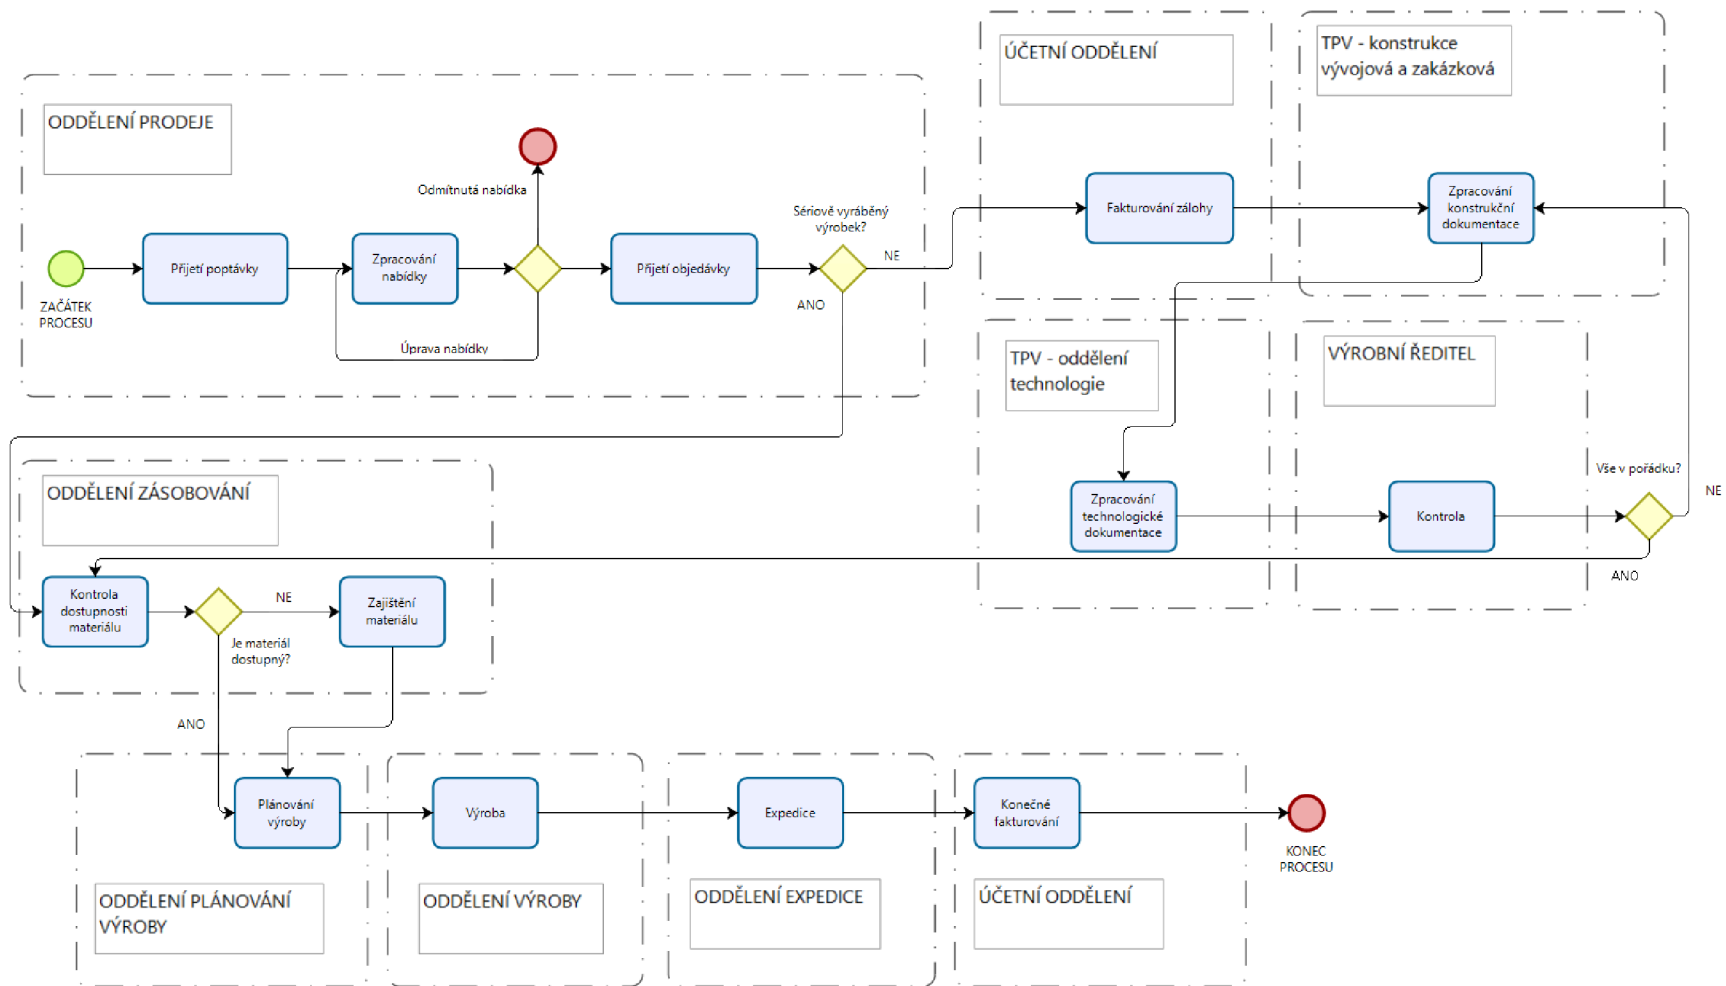 ODDĚLENÍ PRODEJE
Odmítnutá nabídka
ZAČÁTEK
PROCESU
Přijetí poptávky
Zpracování
nabídky
Úprava nabídky
Přijetí objedávky
Sériově vyráběný
výrobek?
NE
ANO
ÚČETNÍ ODDĚLENÍ
Fakturování zálohy
TPV - konstrukce
vývojová a zakázková
Zpracování
konstrukční
dokumentace
TPV - oddělení
technologie
Zpracování
technologické
dokumentace
VÝROBNÍ ŘEDITEL
Kontrola
Vše v pořádku?
NE
ANO
ODDĚLENÍ ZÁSOBOVÁNÍ
Kontrola
dostupnosti
materiálu
NE
Je materiál
dostupný?
Zajištění
materiálu
ANO
Plánování
výroby
ODDĚLENÍ PLÁNOVÁNÍ
VÝROBY
Výroba
ODDĚLENÍ VÝROBY
Expedice
ODDĚLENÍ EXPEDICE
Konečné
fakturování
ÚČETNÍ ODDĚLENÍ
KONEC
PROCESU